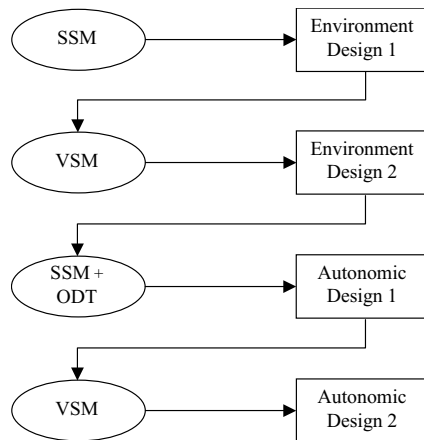 SSM
Environment
Design 1
VSM
Environment
Design 2
SSM +
ODT
Autonomic
Design 1
VSM
Autonomic
Design 2